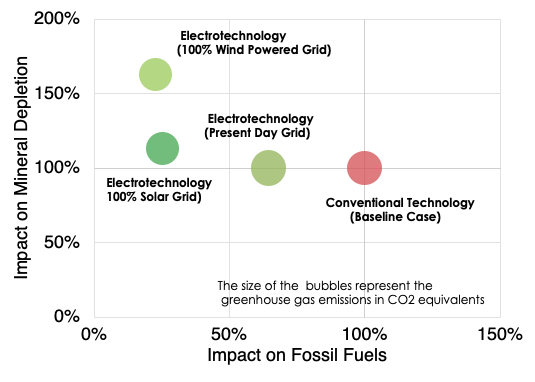 200%
Electrotechnology
(100% Wind Powered Grid)
150%
Electrotechnology
(Present Day Grid)
100%
Electrotechnology
100% Solar Grid)
Conventional Technology
(Baseline Case)
50%
The size of the bubbles represent the
greenhouse gas emissions in CO2 equivalents
0%
0%
50%
100%
150%
Impact on Fossil Fuels
Impact on Mineral Depletion